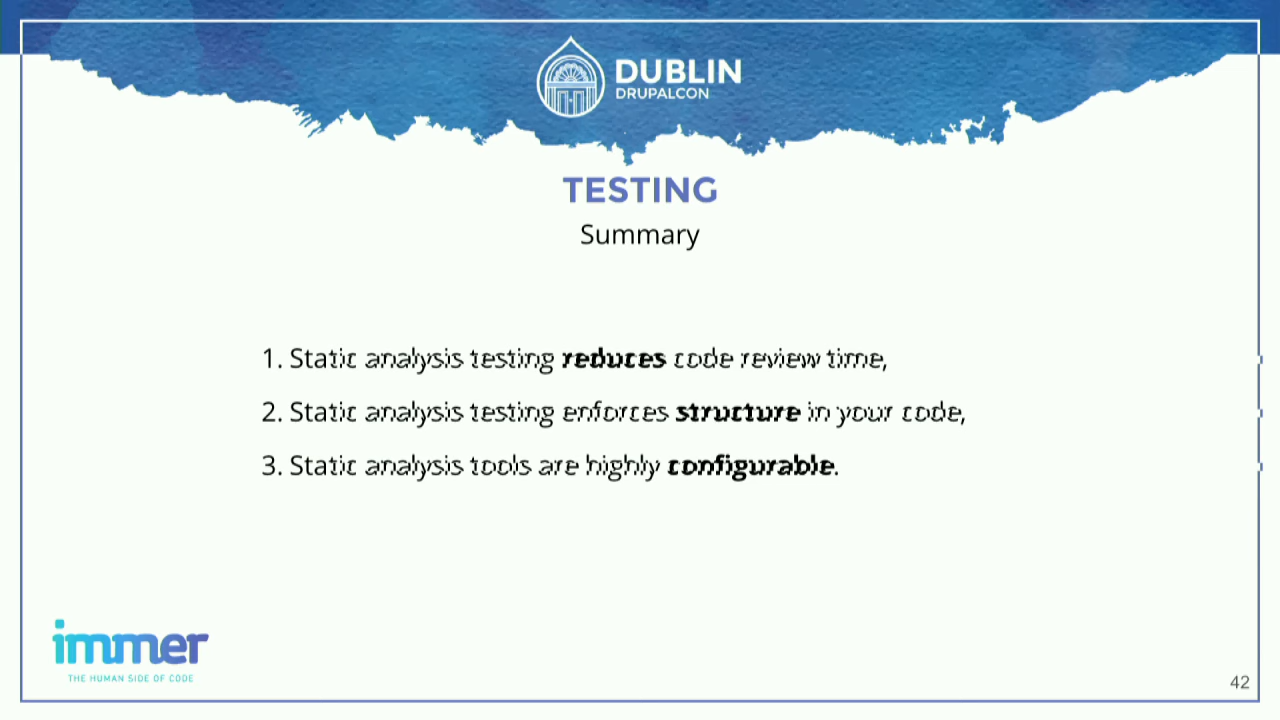 DUBLIN
DRUPALCON
TESTING
Summary
1. Static analysis testing reduces code review time,
2. Static analysis testing enforces structure in your code,
3. Static analysis tools are highly configurable.
immer
THE HUMAN SIDE OF CODE
42